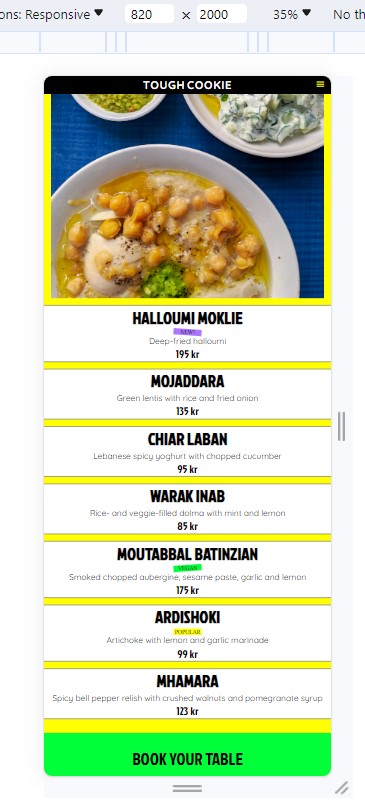 ons: Responsive 820 × 2000 35% No th
TOUGH COOKIE
HALLOUMI MOKLIE
NEW!
Deep-fried halloumi
195 kr
MOJADDARA
Green lentis with rice and fried onion
135 kr
CHIAR LABAN
Lebanese spicy yoghurt with chopped cucumber
95 kr
WARAK INAB
Rice- and veggie-filled dolma with mint and lemon
85 kr
MOUTABBAL BATINZIAN
VEGAN
Smoked chopped aubergine, sesame paste, garlic and lemon
175 kr
ARDISHOKI
POPULAR
Artichoke with lemon and garlic marinade
99 kr
MHAMARA
Spicy bell pepper relish with crushed walnuts and pomegranate syrup
123 kr
BOOK YOUR TABLE